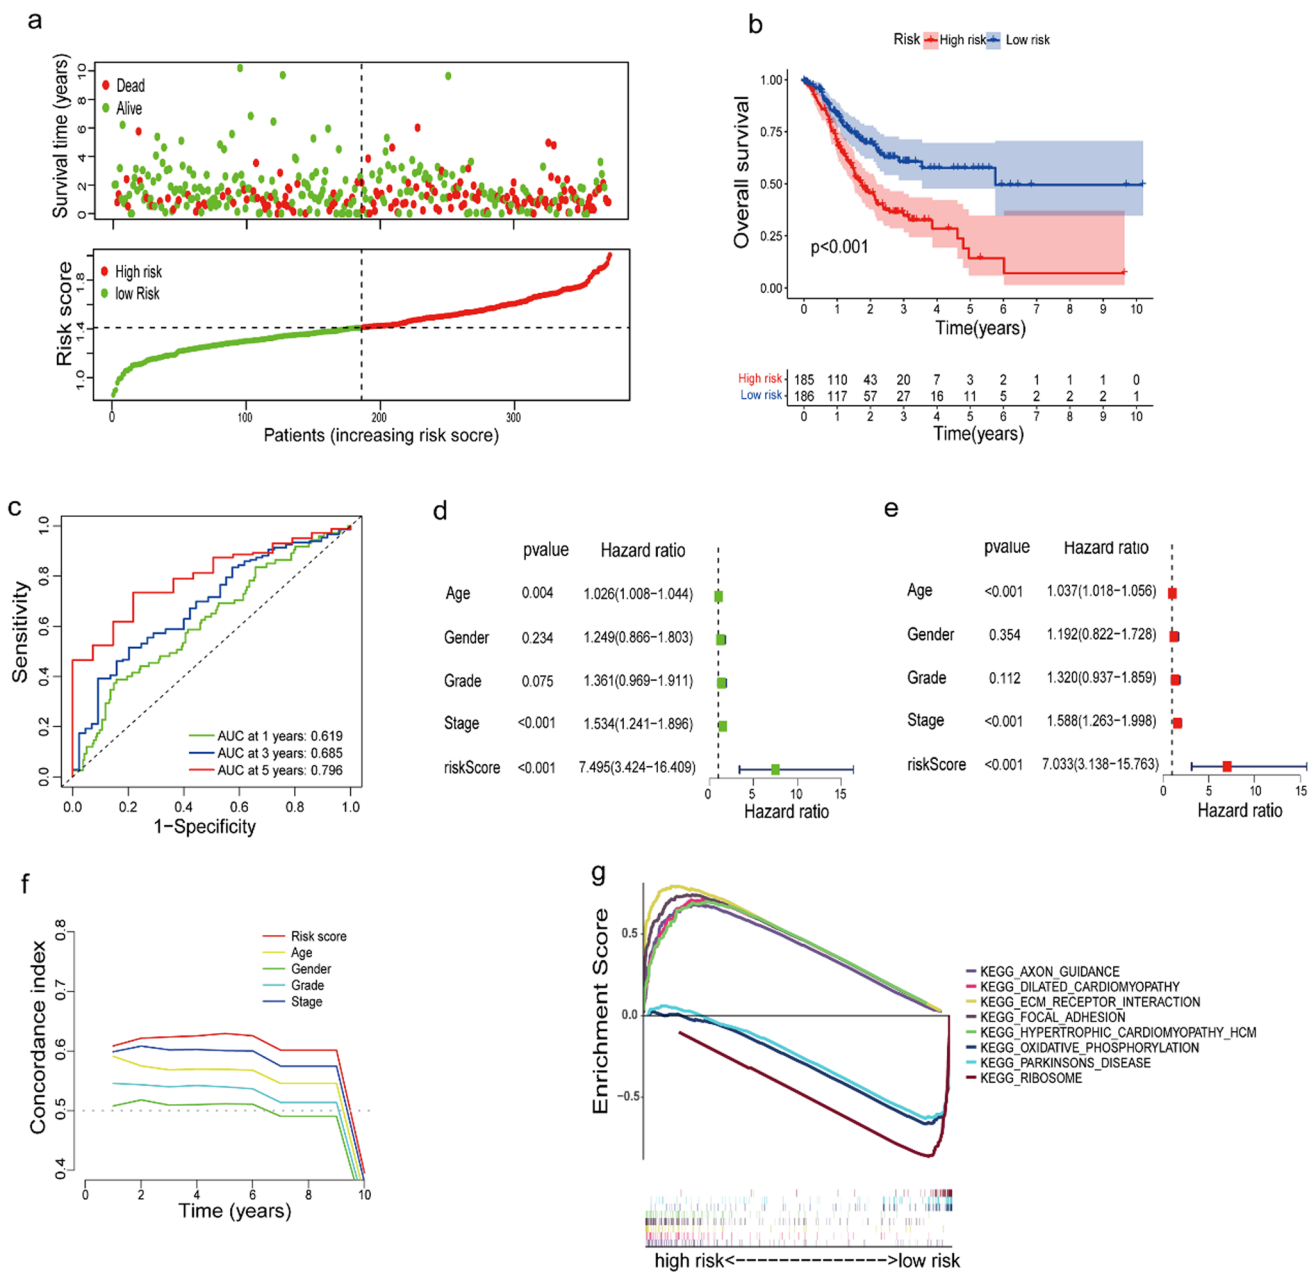 a
Survival time (years)
10
8
6
4
2
0
Dead
Alive
Risk score
1.8
1.4
1.0
High risk
low Risk
0 100 200 300
Patients (increasing risk socre)
b
Risk High risk Low risk
Overall survival
1.00
0.75
0.50
0.25
0.00
p<0.001
0 1 2 3 4 5 6 7 8 9 10
Time(years)
High risk 185 110 43 20 7 3 2 1 1 1 0
Low risk 186 117 57 27 16 11 5 2 2 2 1
0 1 2 3 4 5 6 7 8 9 10
Time(years)
c
Sensitivity
1.0
0.8
0.6
0.4
0.2
0.0
AUC at 1 years: 0.619
AUC at 3 years: 0.685
AUC at 5 years: 0.796
0.0 0.2 0.4 0.6 0.8 1.0
1−Specificity
d
pvalue Hazard ratio
Age 0.004 1.026(1.008−1.044)
Gender 0.234 1.249(0.866−1.803)
Grade 0.075 1.361(0.969−1.911)
Stage <0.001 1.534(1.241−1.896)
riskScore <0.001 7.495(3.424−16.409)
0 5 10 15
Hazard ratio
e
pvalue Hazard ratio
Age <0.001 1.037(1.018−1.056)
Gender 0.354 1.192(0.822−1.728)
Grade 0.112 1.320(0.937−1.859)
Stage <0.001 1.588(1.263−1.998)
riskScore <0.001 7.033(3.138−15.763)
0 5 10 15
Hazard ratio
f
Concordance index
0.8
0.7
0.6
0.5
0.4
Risk score
Age
Gender
Grade
Stage
0 2 4 6 8 10
Time (years)
g
Enrichment Score
0.5
0.0
−0.5
KEGG_AXON_GUIDANCE
KEGG_DILATED_CARDIOMYOPATHY
KEGG_ECM_RECEPTOR_INTERACTION
KEGG_FOCAL_ADHESION
KEGG_HYPERTROPHIC_CARDIOMYOPATHY_HCM
KEGG_OXIDATIVE_PHOSPHORYLATION
KEGG_PARKINSONS_DISEASE
KEGG_RIBOSOME
high risk<--------------->low risk